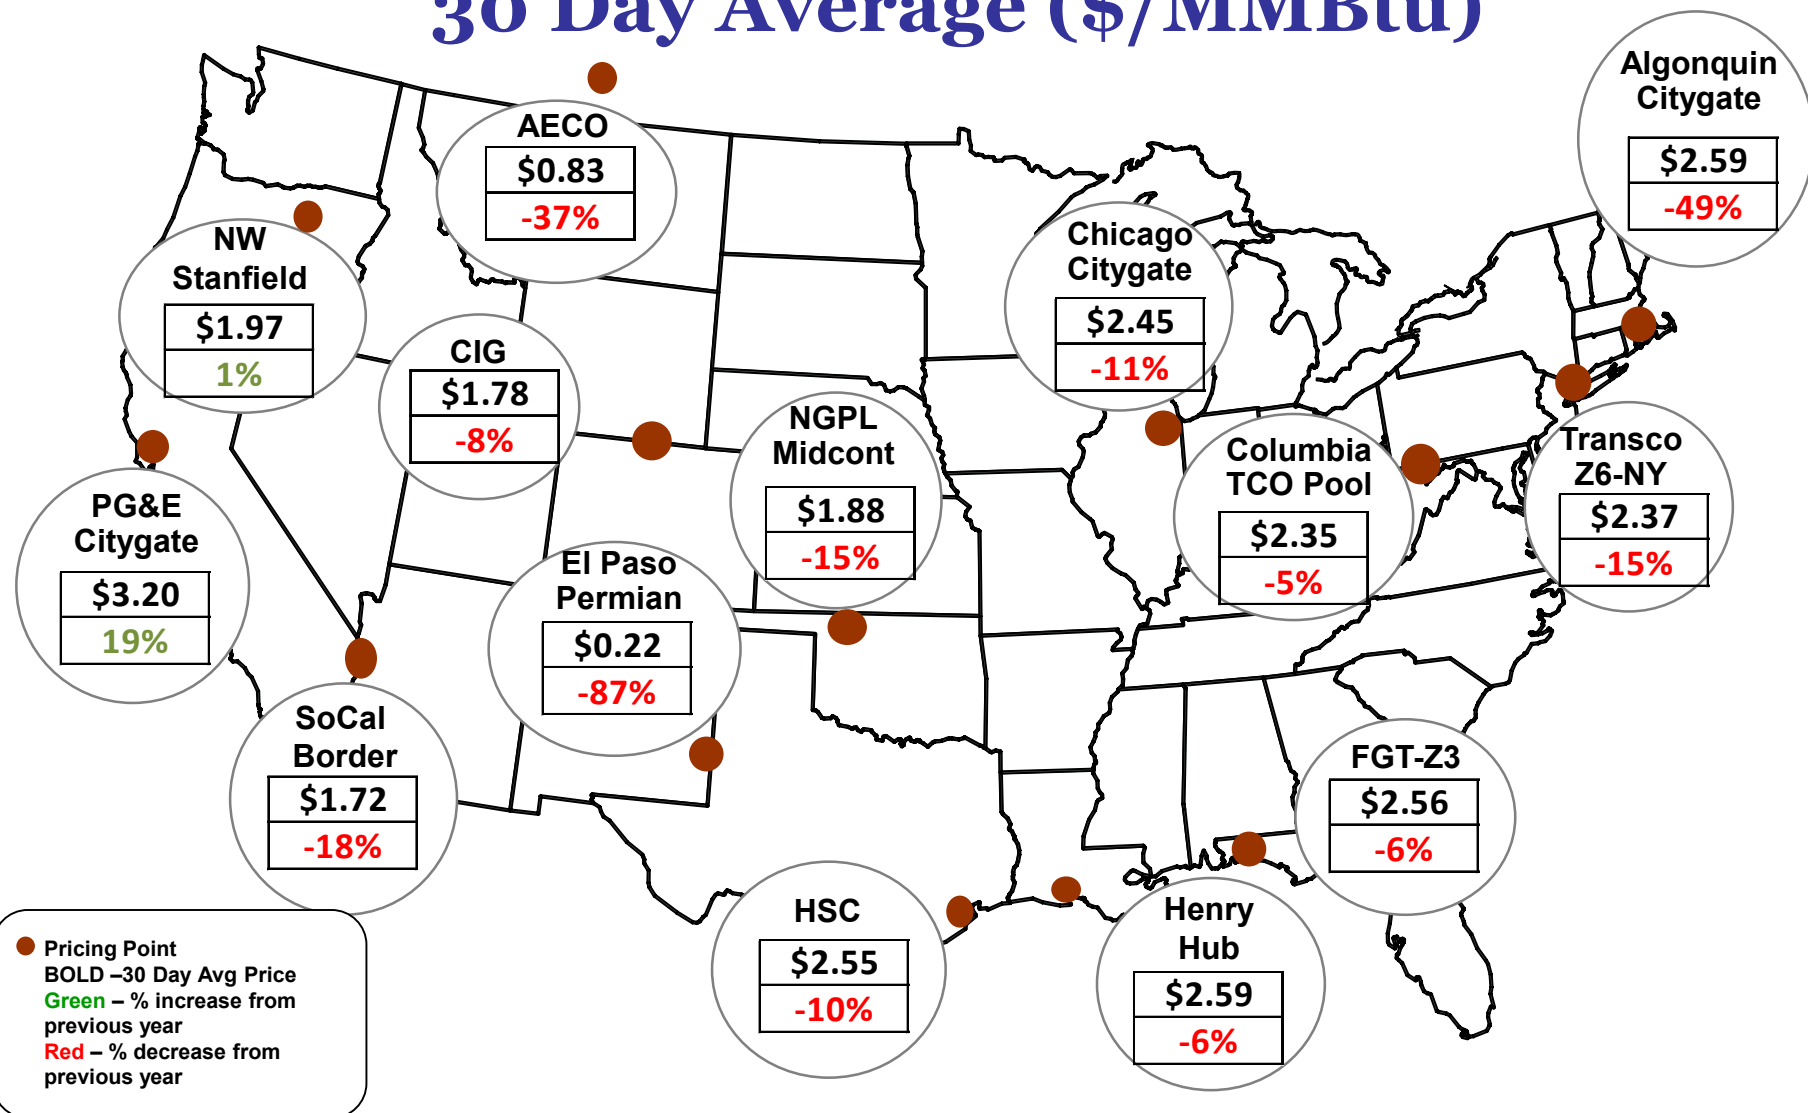 30 Day Average ($/MMBtu)
Algonquin
Citygate
$2.59
-49%
AECO
$0.83
-37%
NW
Stanfield
$1.97
1%
Chicago
Citygate
$2.45
-11%
CIG
$1.78
-8%
NGPL
Midcont
$1.88
-15%
Columbia
TCO Pool
$2.35
-5%
Transco
Z6-NY
$2.37
-15%
PG&E
Citygate
$3.20
19%
El Paso
Permian
$0.22
-87%
SoCal
Border
$1.72
-18%
FGT-Z3
$2.56
-6%
HSC
$2.55
-10%
Henry
Hub
$2.59
-6%
Pricing Point
BOLD –30 Day Avg Price
Green – % increase from
previous year
Red – % decrease from
previous year